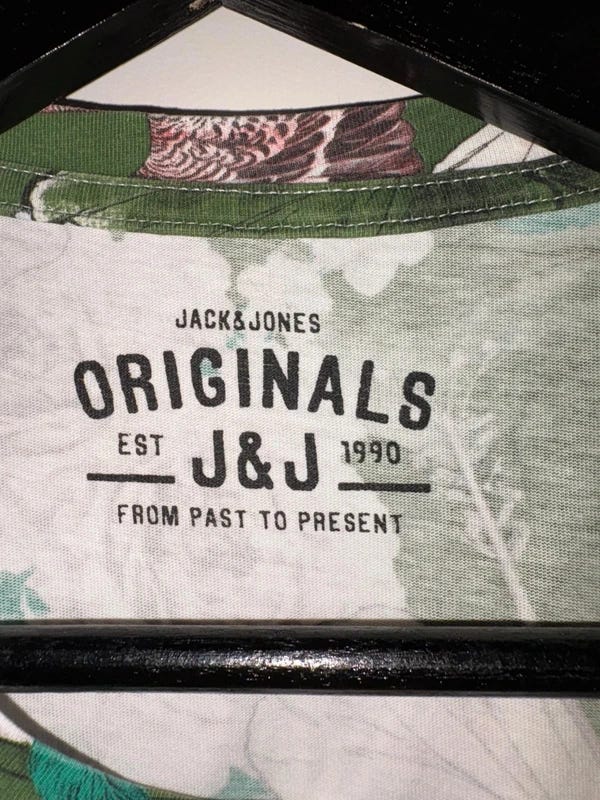 JACK&JONES
ORIGINALS
EST J&J 1990
FROM PAST TO PRESENT